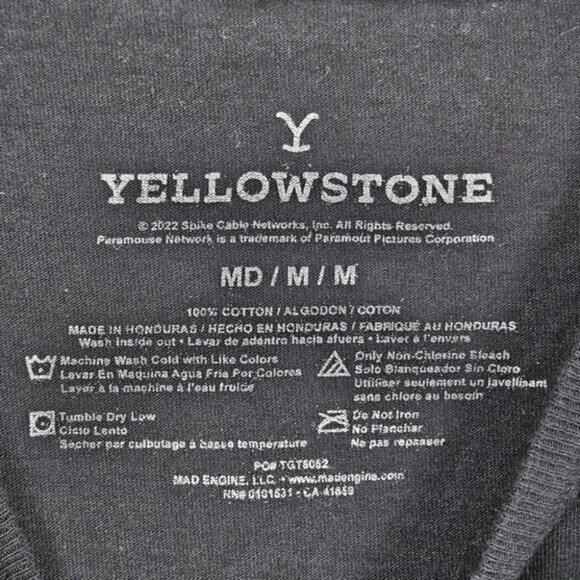 Y
YELLOWSTONE
© 2022 Spike Cable Networks, Inc. All Rights Reserved.
Paramouse Network is a trademark of Paramout Pictures Corporation
MD / M / M
100% COTTON / ALGODON / COTON
MADE IN HONDURAS / HECHO EN HONDURAS / FABRIQUÉ AU HONDURAS
Wash inside out • Lavar de adentro hacia afuera • Laver à l'envers
Machine Wash Cold with Like Colors
Lavar En Maquina Agua Fria Por Colores
Laver à la machine à l'eau froide
Only Non-Chlorine Bleach
Solo Blanqueador Sin Cloro
Utiliser seulement un javellisant
sans chlore au besoin
Tumble Dry Low
Ciclo Lento
Sécher par culbutage à basse température
Do Not Iron
No Planchar
Ne pas repasser
PO# TGT5052
MAD ENGINE, LLC. • www.madengine.com
RN# 0101531 • CA 41859